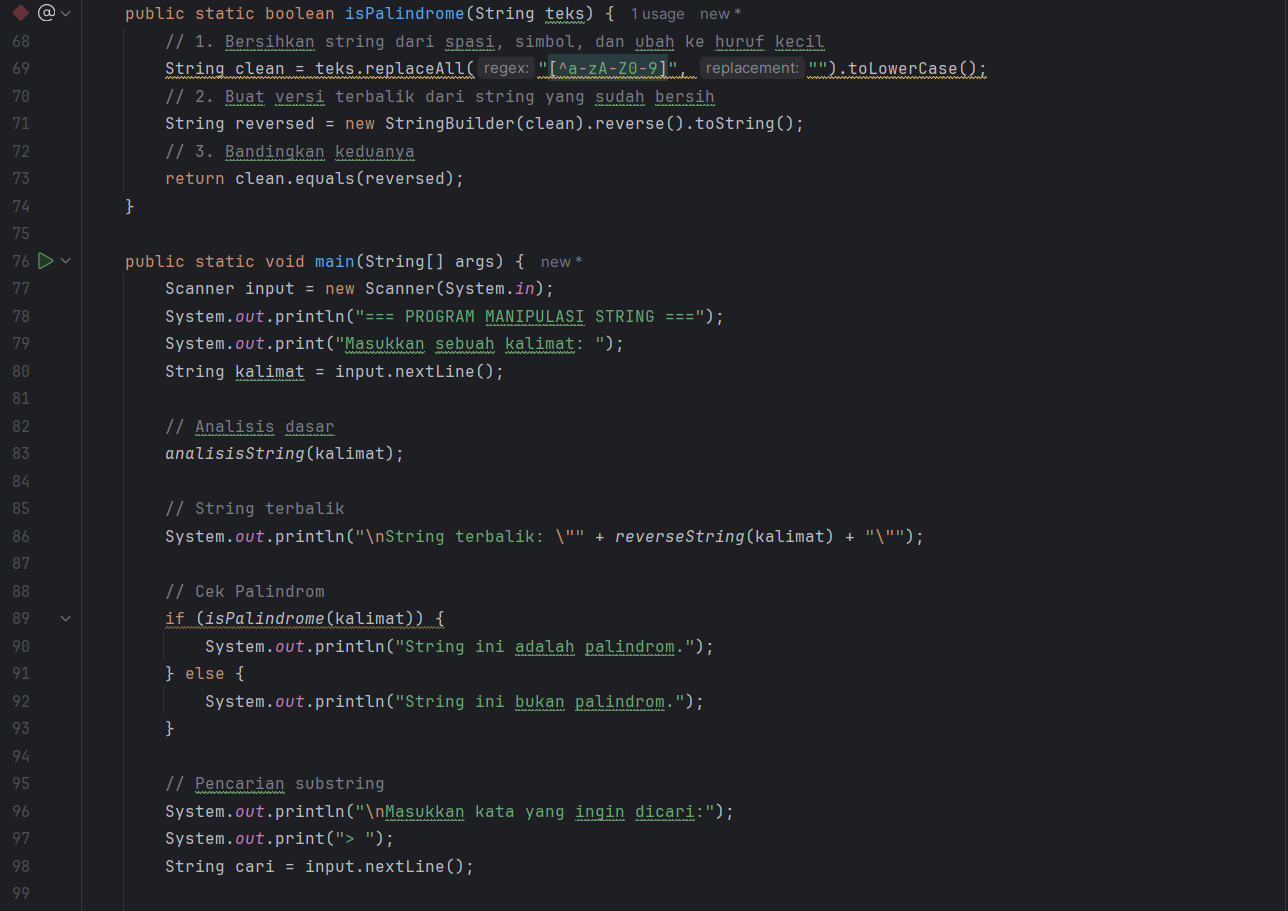 @ public static boolean isPalindrome(String teks) { 1 usage new *
68 // 1. Bersihkan string dari spasi, simbol, dan ubah ke huruf kecil
69 String clean = teks.replaceAll( regex: "[^a-zA-Z0-9]", replacement: "").toLowerCase();
70 // 2. Buat versi terbalik dari string yang sudah bersih
71 String reversed = new StringBuilder(clean).reverse().toString();
72 // 3. Bandingkan keduanya
73 return clean.equals(reversed);
74 }
75
76 public static void main(String[] args) { new *
77 Scanner input = new Scanner(System.in);
78 System.out.println("=== PROGRAM MANIPULASI STRING ===");
79 System.out.print("Masukkan sebuah kalimat: ");
80 String kalimat = input.nextLine();
81
82 // Analisis dasar
83 analisisString(kalimat);
84
85 // String terbalik
86 System.out.println("\nString terbalik: \"" + reverseString(kalimat) + "\"");
87
88 // Cek Palindrom
89 if (isPalindrome(kalimat)) {
90 System.out.println("String ini adalah palindrom.");
91 } else {
92 System.out.println("String ini bukan palindrom.");
93 }
94
95 // Pencarian substring
96 System.out.println("\nMasukkan kata yang ingin dicari:");
97 System.out.print("> ");
98 String cari = input.nextLine();
99